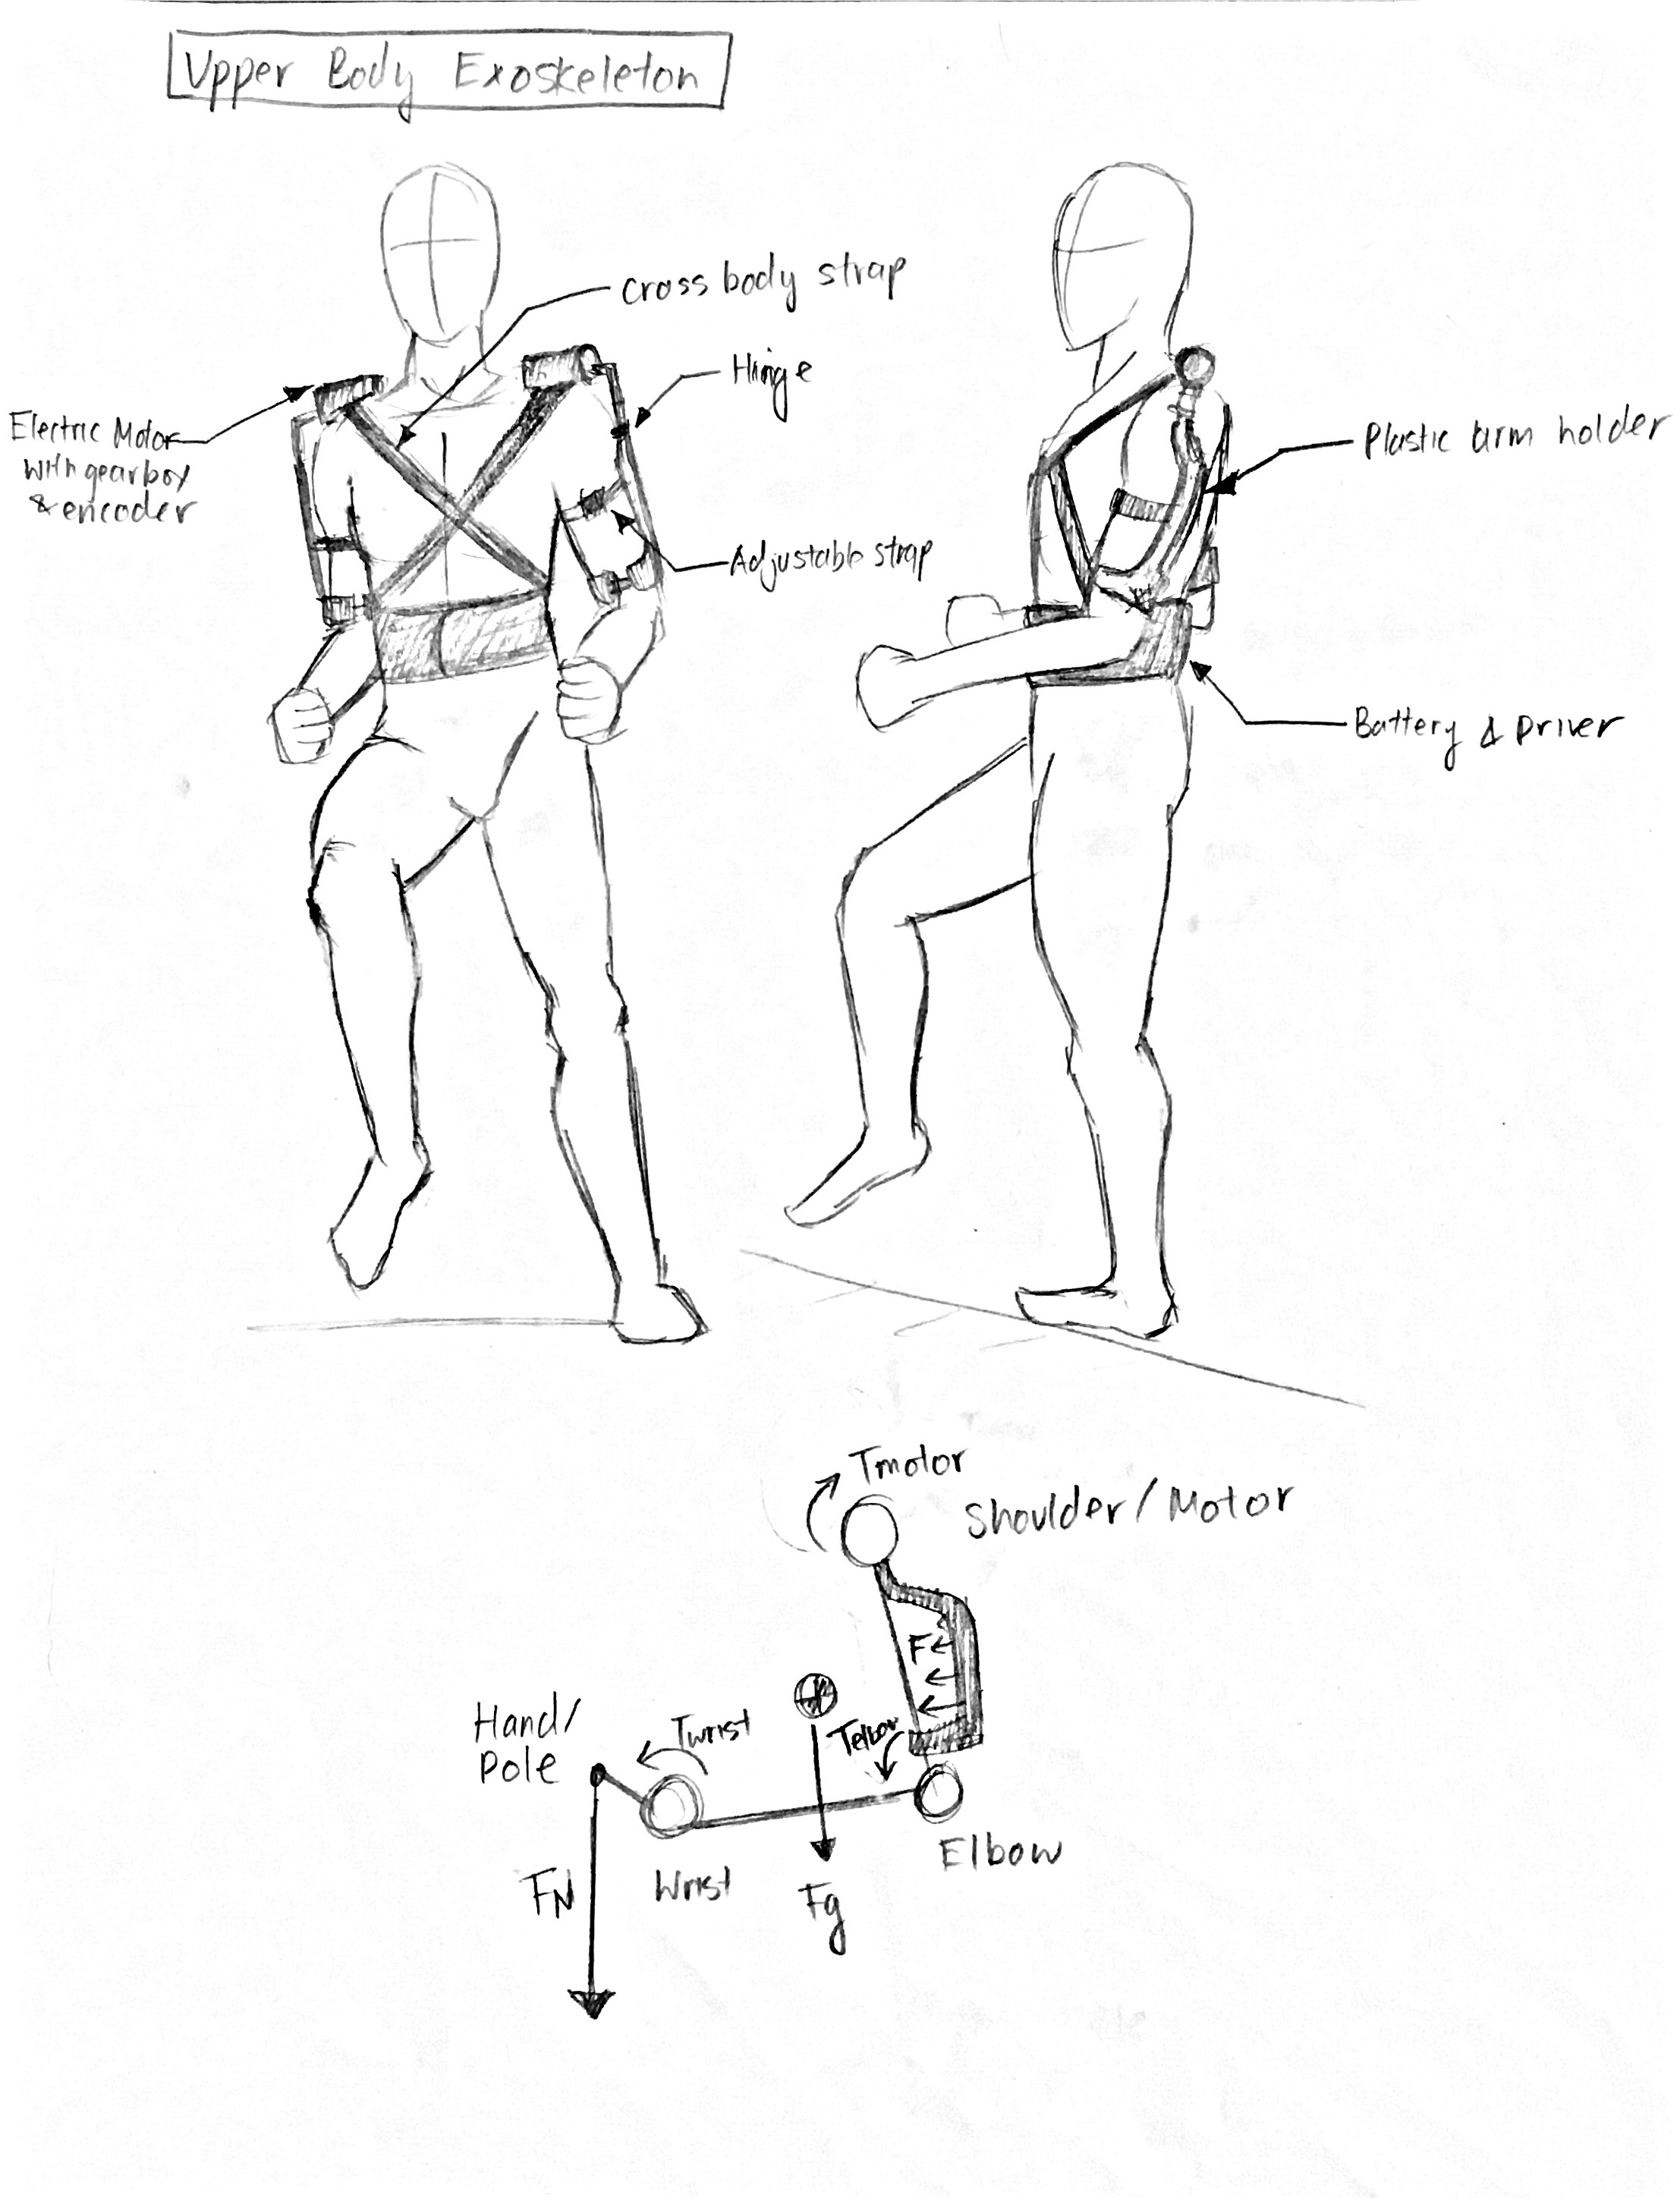 Upper Body Exoskeleton
Cross body strap
Hinge
Electric Motor
with gearbox
& encoder
Plastic arm holder
Adjustable strap
Battery & Driver
Tmotor
Shoulder / Motor
F
Hand/
Pole
Twrist
Telbow
Elbow
FN
Wrist
Fg